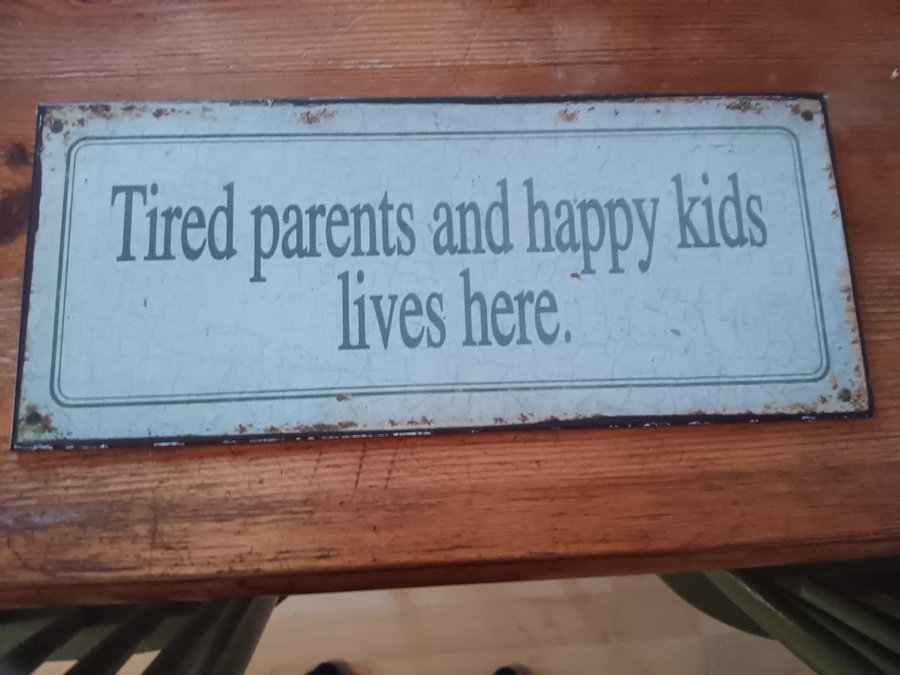 Tired parents and happy kids
lives here.